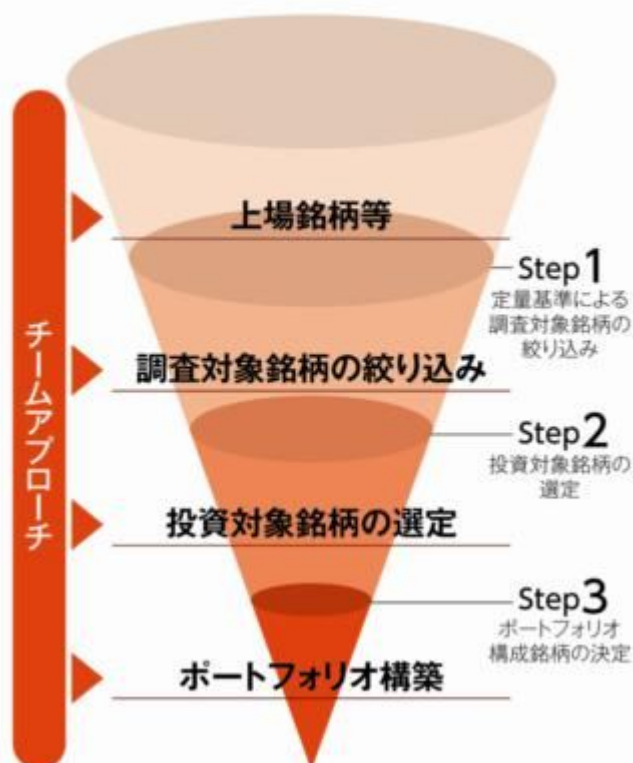 チームアプローチ
上場銘柄等
Step1
定量基準による
調査対象銘柄の
絞り込み
調査対象銘柄の絞り込み
Step2
投資対象銘柄の
選定
投資対象銘柄の選定
Step3
ポートフォリオ
構成銘柄の決定
ポートフォリオ構築